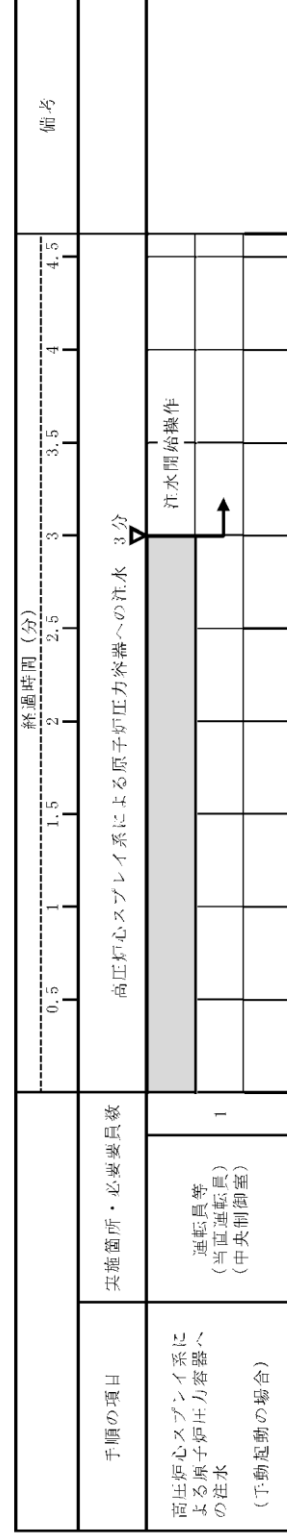 経過時間（分）
備考
0.5 1 1.5 2 2.5 3 3.5 4 4.5
手順の項目
実施箇所・必要要員数
高圧炉心スプレイ系による原子炉圧力容器への注水 3分
高圧炉心スプレイ系に
よる原子炉圧力容器へ
の注水
（手動起動の場合）
運転員等
（当直運転員）
（中央制御室）
1
注水開始操作